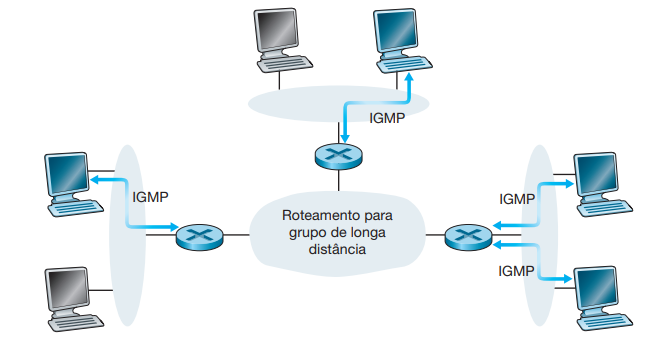 IGMP
IGMP
IGMP
Roteamento para
grupo de longa
distância
IGMP